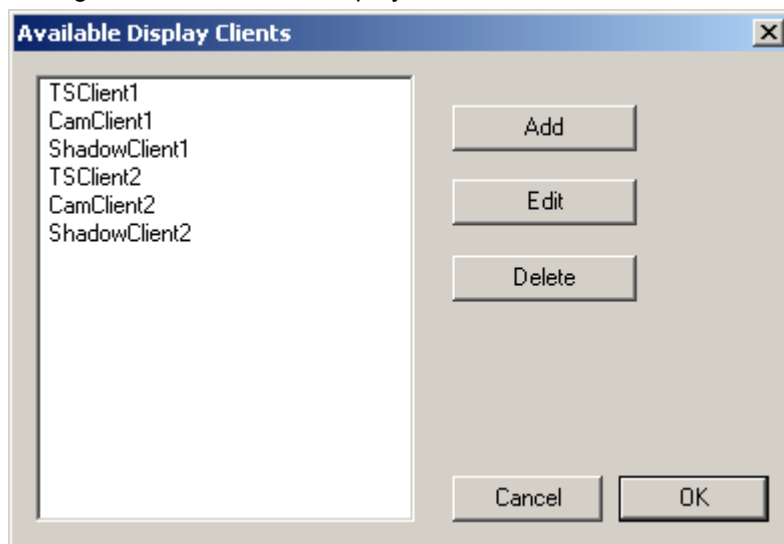 Available Display Clients
TSClient1
CamClient1
ShadowClient1
TSClient2
CamClient2
ShadowClient2
Add
Edit
Delete
Cancel
OK